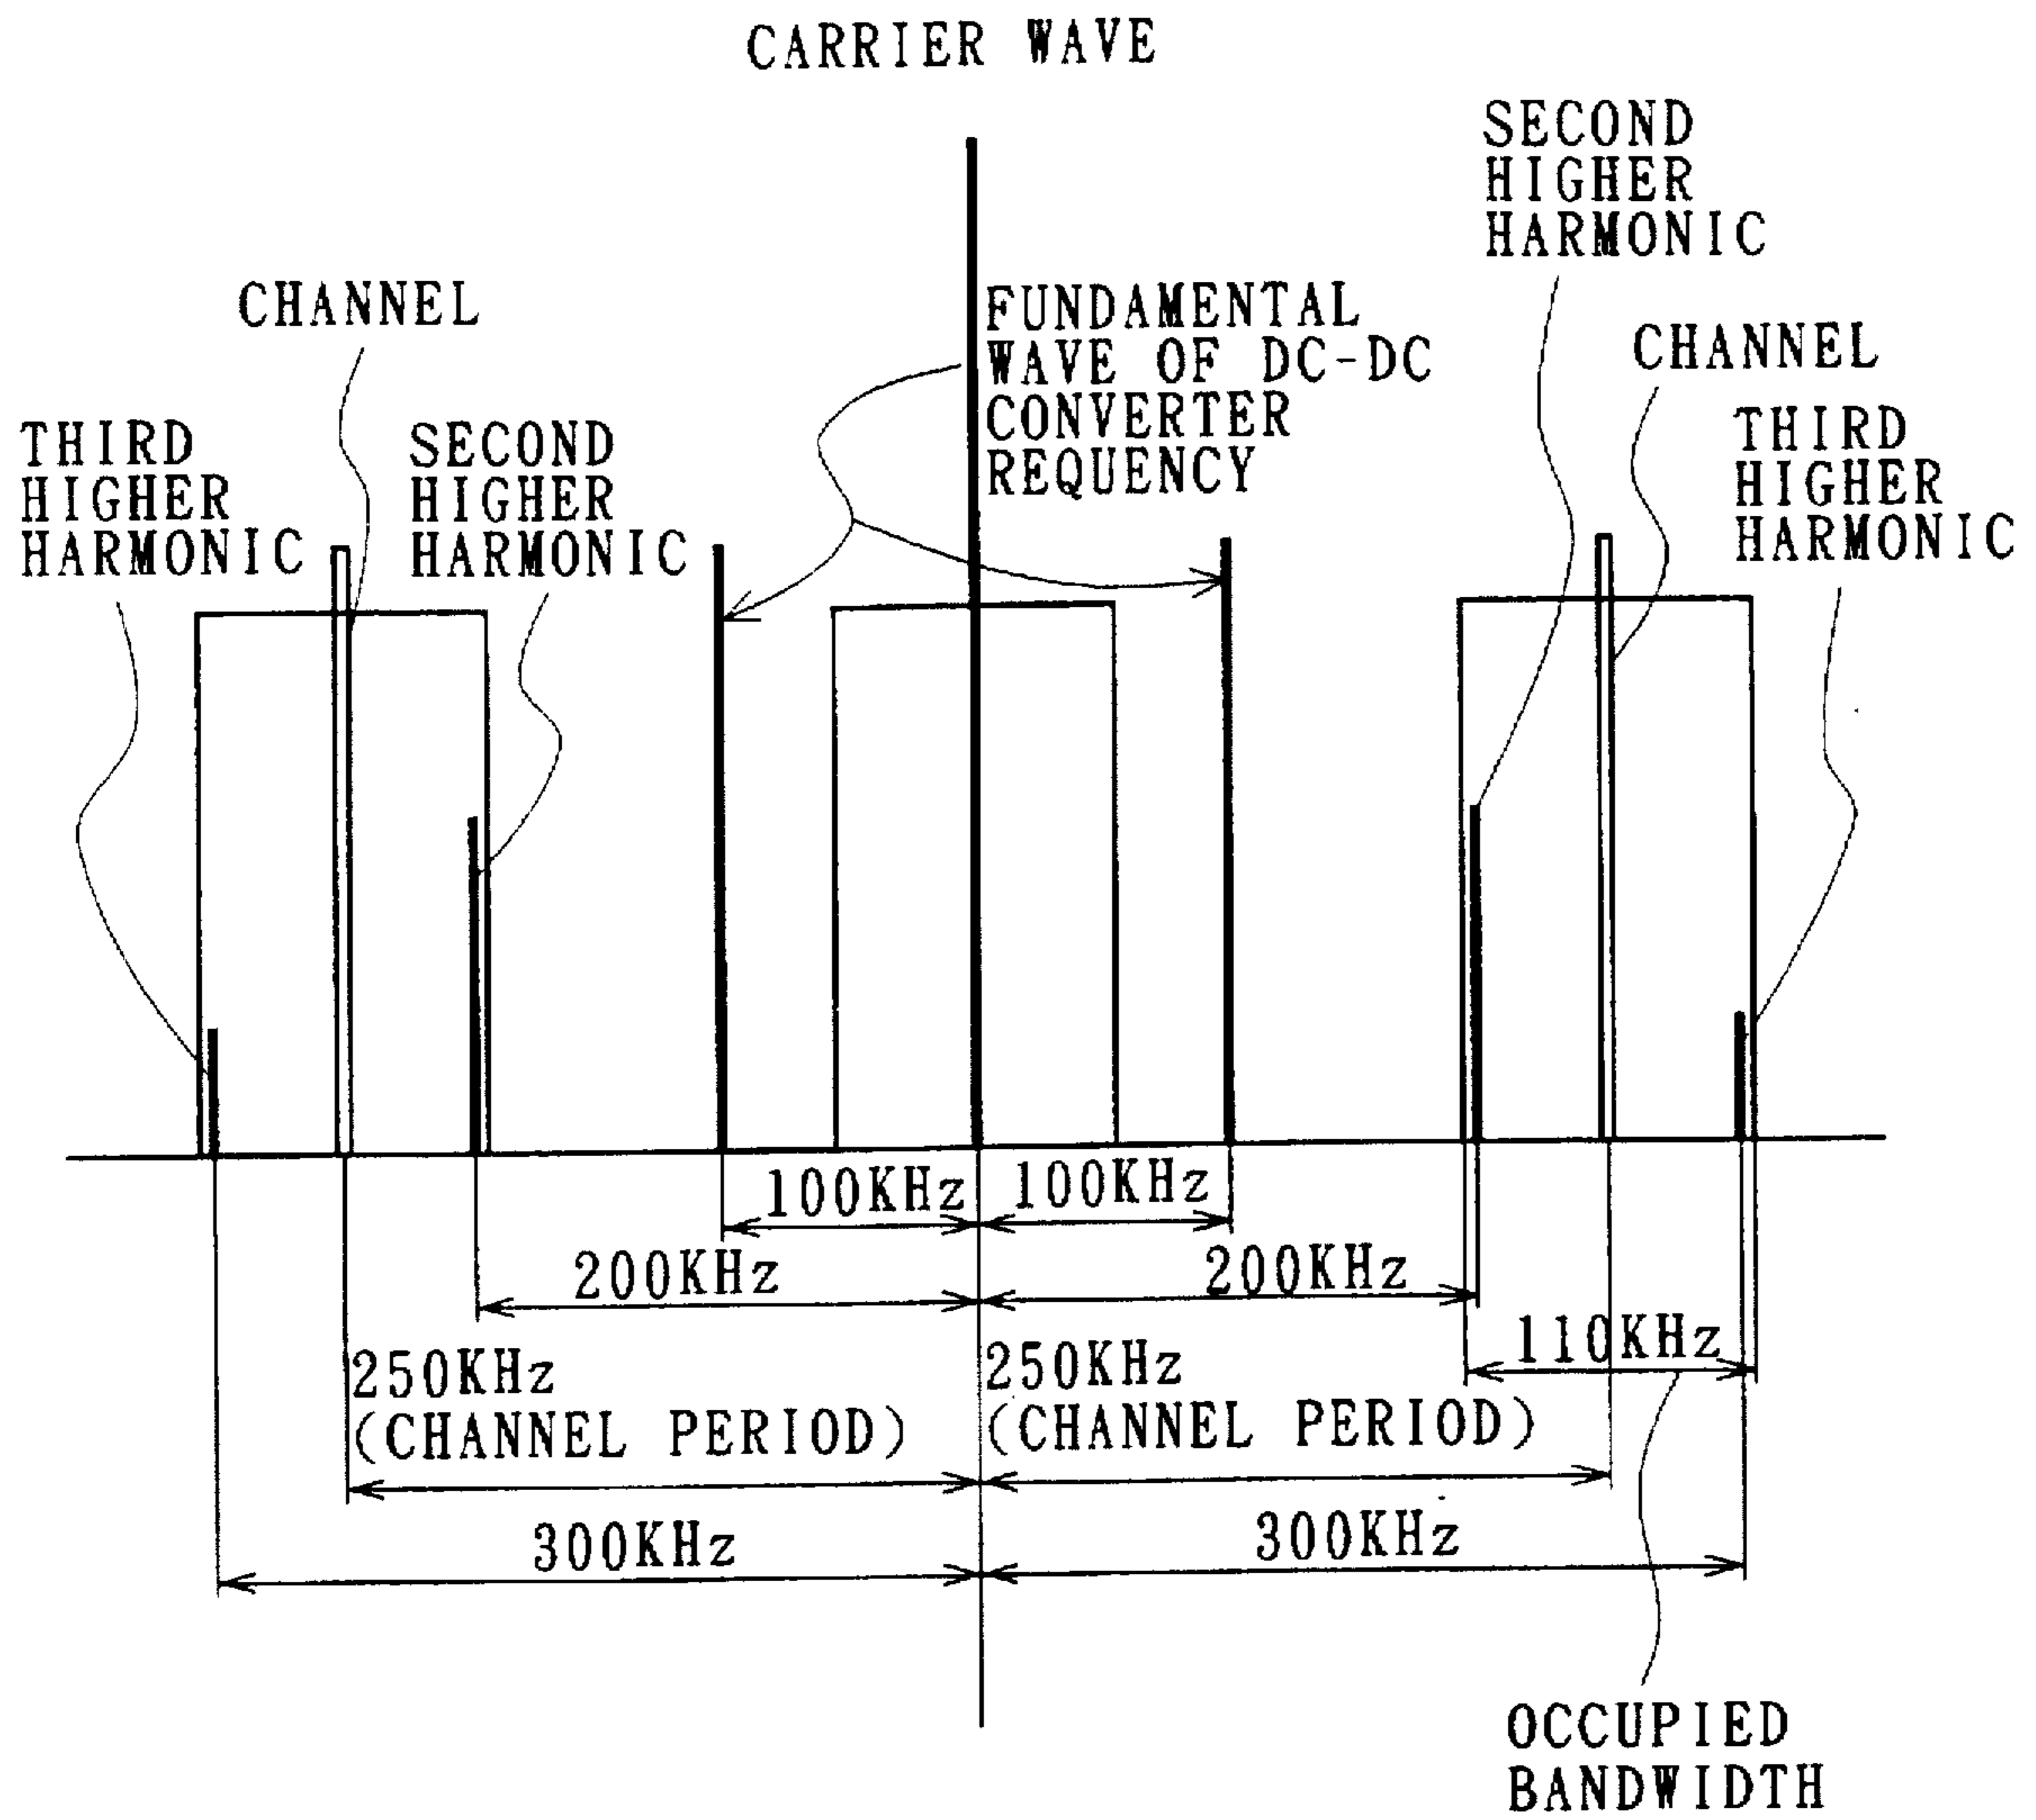 CARRIER WAVE
SECOND
HIGHER
HARMONIC
CHANNEL
FUNDAMENTAL
WAVE OF DC-DC
CONVERTER
REQUENCY
CHANNEL
THIRD
HIGHER
HARMONIC
SECOND
HIGHER
HARMONIC
THIRD
HIGHER
HARMONIC
100KHz
100KHz
200KHz
200KHz
110KHz
250KHz
(CHANNEL PERIOD)
250KHz
(CHANNEL PERIOD)
300KHz
300KHz
OCCUPIED
BANDWIDTH